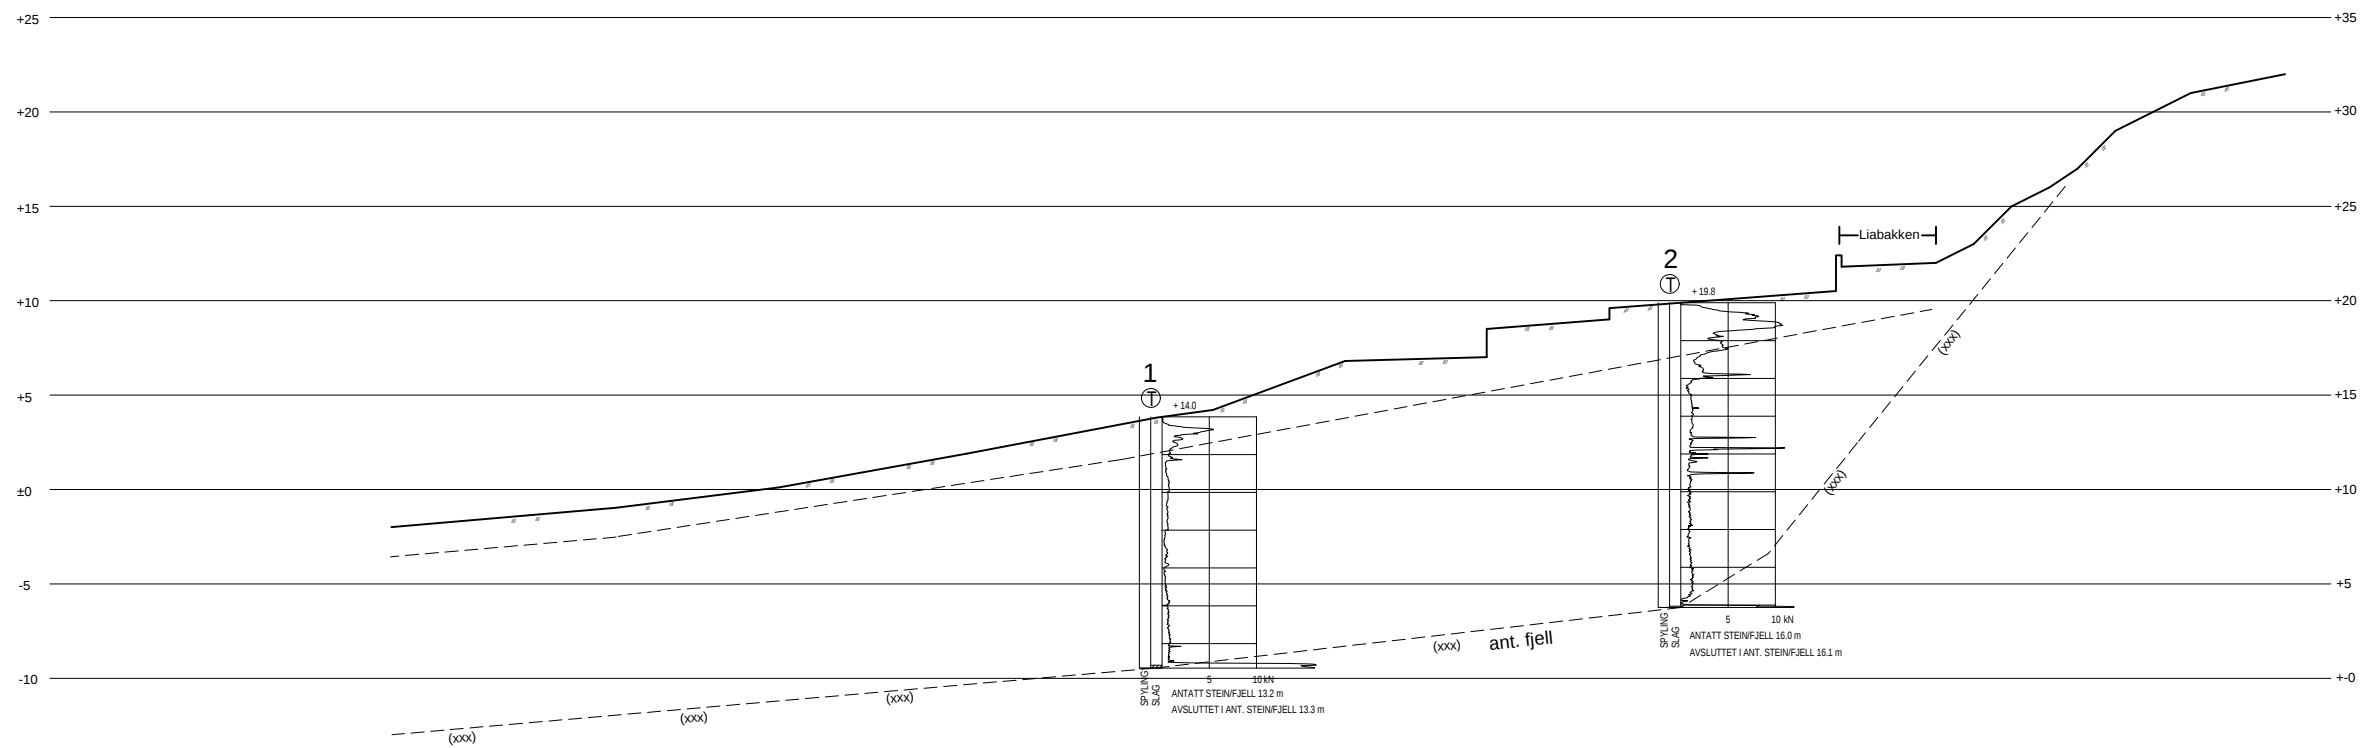 +25
+35
+20
+30
+15
+25
Liabakken
2
T
+ 19.8
+10
+20
(xxx)
1
T
+ 14.0
+5
+15
±0
+10
(xxx)
-5
+5
SPYLING
SLAG
5
10 kN
ANTATT STEIN/FJELL 16.0 m
AVSLUTTET I ANT. STEIN/FJELL 16.1 m
(xxx)
ant. fjell
-10
+-0
SPYLING
SLAG
5
10 kN
ANTATT STEIN/FJELL 13.2 m
AVSLUTTET I ANT. STEIN/FJELL 13.3 m
(xxx)
(xxx)
(xxx)